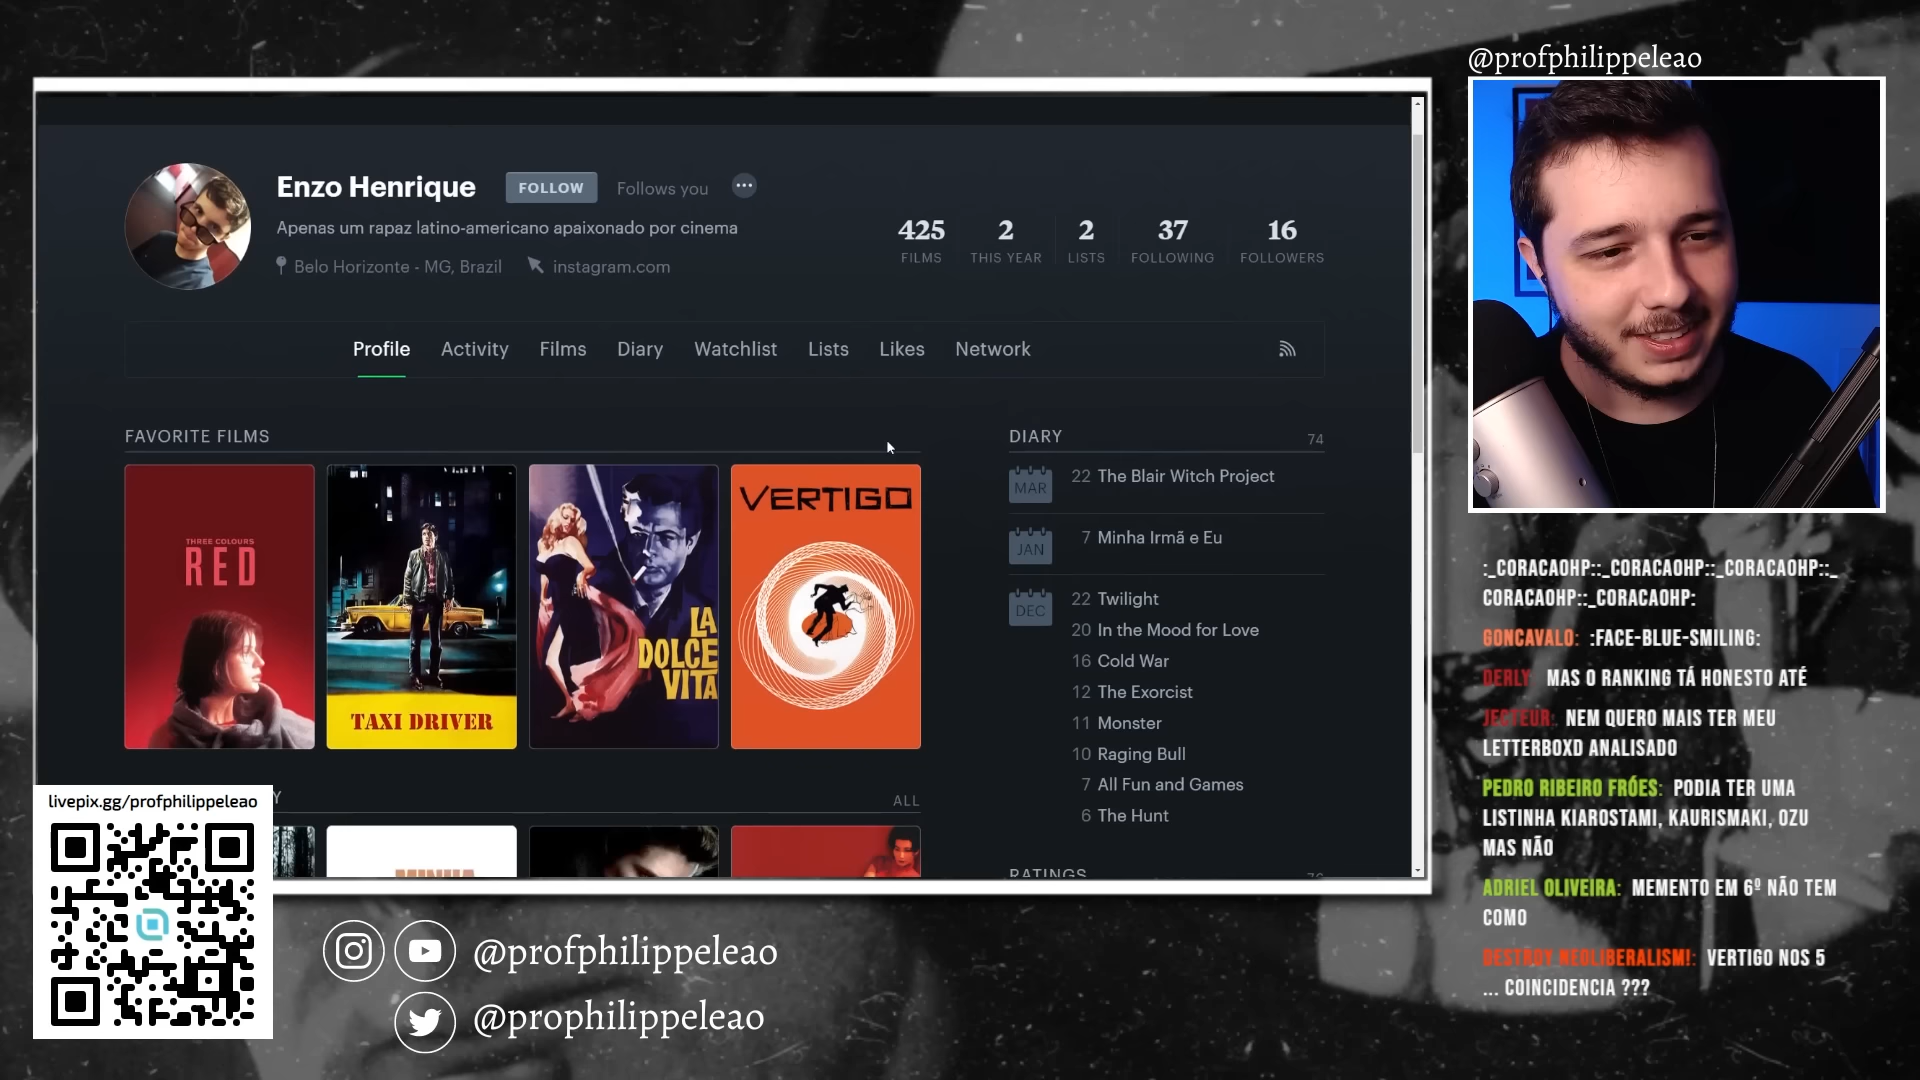 @profphilippeleao
Enzo Henrique
FOLLOW
Follows you
Apenas um rapaz latino-americano apaixonado por cinema
Belo Horizonte - MG, Brazil
instagram.com
425
FILMS
2
THIS YEAR
2
LISTS
37
FOLLOWING
16
FOLLOWERS
Profile
Activity
Films
Diary
Watchlist
Lists
Likes
Network
FAVORITE FILMS
THREE COLOURS
RED
TAXI DRIVER
LA
DOLCE
VITA
VERTIGO
Y
ALL
DIARY
74
MAR
22 The Blair Witch Project
JAN
7 Minha Irmã e Eu
DEC
22 Twilight
20 In the Mood for Love
16 Cold War
12 The Exorcist
11 Monster
10 Raging Bull
7 All Fun and Games
6 The Hunt
RATINGS
livepix.gg/profphilippeleao
@profphilippeleao
@prophilippeleao
:_CORACAOHP::_CORACAOHP::_CORACAOHP::_
CORACAOHP::_CORACAOHP:
GONCAVALO: :FACE-BLUE-SMILING:
DERLY: MAS O RANKING TÁ HONESTO ATÉ
JECTEUR: NEM QUERO MAIS TER MEU
LETTERBOXD ANALISADO
PEDRO RIBEIRO FRÓES: PODIA TER UMA
LISTINHA KIAROSTAMI, KAURISMAKI, OZU
MAS NÃO
ADRIEL OLIVEIRA: MEMENTO EM 6º NÃO TEM
COMO
DESTROY NEOLIBERALISM!: VERTIGO NOS 5
... COINCIDENCIA ???